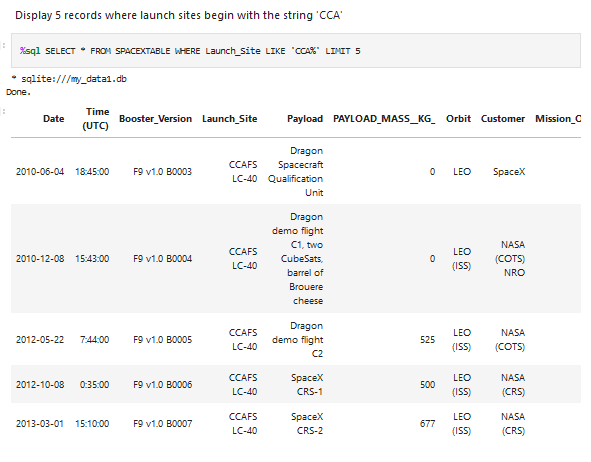 Display 5 records where launch sites begin with the string 'CCA'
%sql SELECT * FROM SPACEXTABLE WHERE Launch_Site LIKE 'CCA%' LIMIT 5
* sqlite:///my_data1.db
Done.
Date Time (UTC) Booster_Version Launch_Site Payload PAYLOAD_MASS__KG_ Orbit Customer Mission_O
2010-06-04 18:45:00 F9 v1.0 B0003 CCAFS LC-40 Dragon Spacecraft Qualification Unit 0 LEO SpaceX
2010-12-08 15:43:00 F9 v1.0 B0004 CCAFS LC-40 Dragon demo flight C1, two CubeSats, barrel of Brouere cheese 0 LEO (ISS) NASA (COTS) NRO
2012-05-22 7:44:00 F9 v1.0 B0005 CCAFS LC-40 Dragon demo flight C2 525 LEO (ISS) NASA (COTS)
2012-10-08 0:35:00 F9 v1.0 B0006 CCAFS LC-40 SpaceX CRS-1 500 LEO (ISS) NASA (CRS)
2013-03-01 15:10:00 F9 v1.0 B0007 CCAFS LC-40 SpaceX CRS-2 677 LEO (ISS) NASA (CRS)